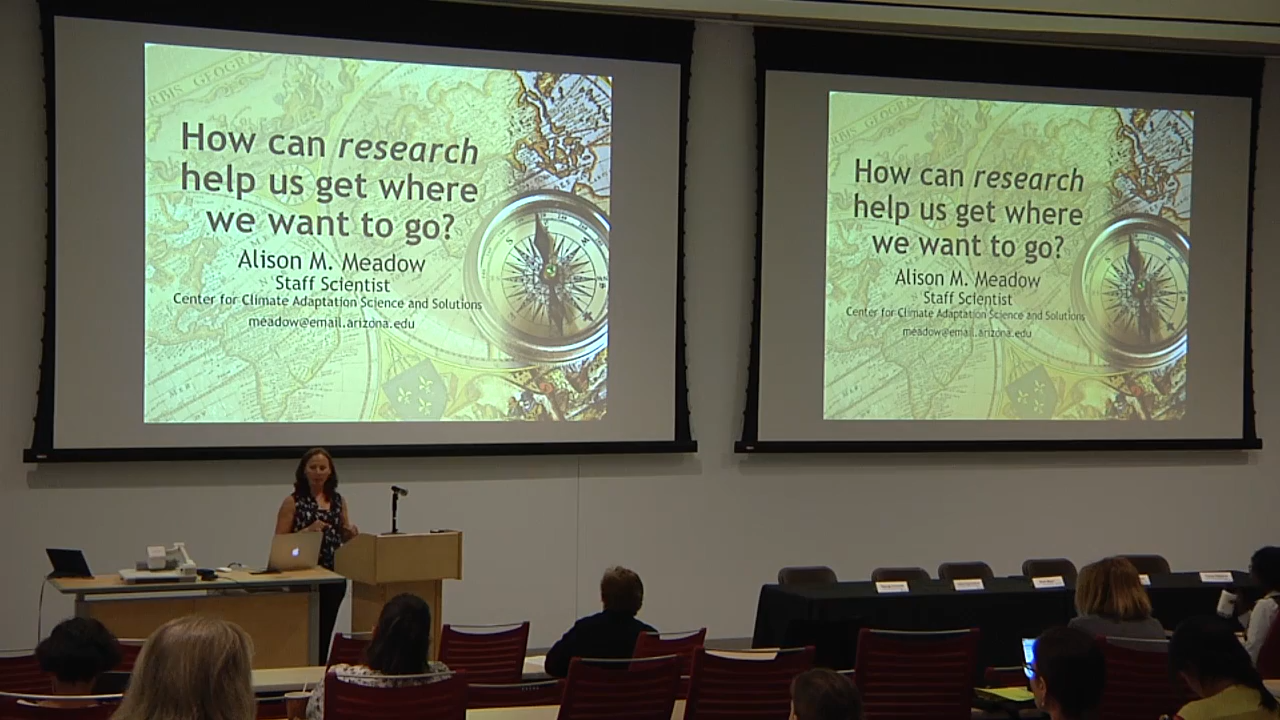 ORBIS GEOGRA
How can research
help us get where
we want to go?
Alison M. Meadow
Staff Scientist
Center for Climate Adaptation Science and Solutions
meadow@email.arizona.edu
How can research
help us get where
we want to go?
Alison M. Meadow
Staff Scientist
Center for Climate Adaptation Science and Solutions
meadow@email.arizona.edu